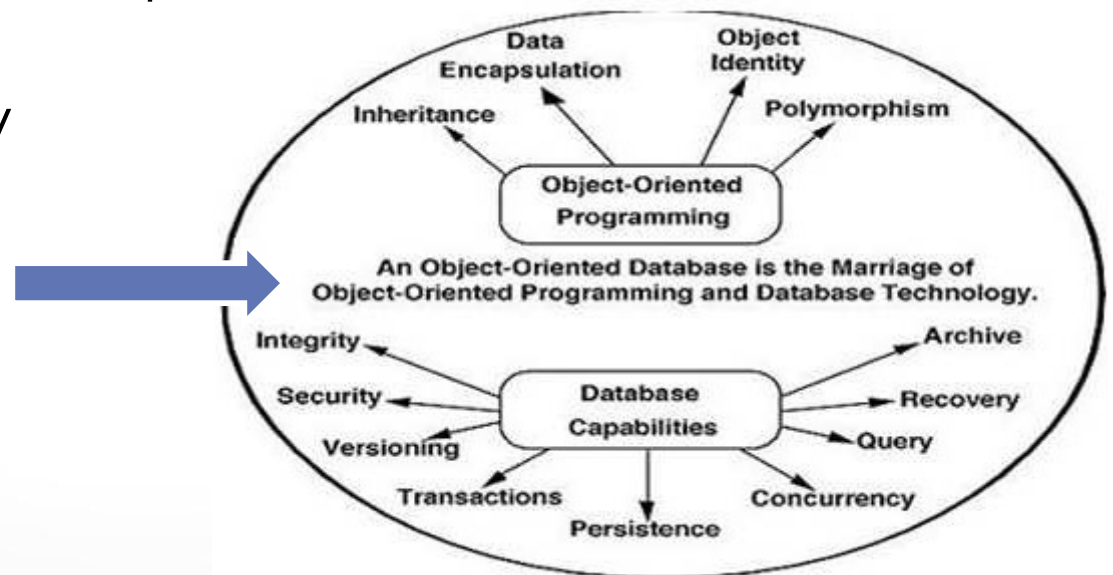 Data
Encapsulation
Object
Identity
Inheritance
Polymorphism
Object-Oriented
Programming
An Object-Oriented Database is the Marriage of
Object-Oriented Programming and Database Technology.
Integrity
Archive
Security
Database
Capabilities
Recovery
Versioning
Query
Transactions
Concurrency
Persistence